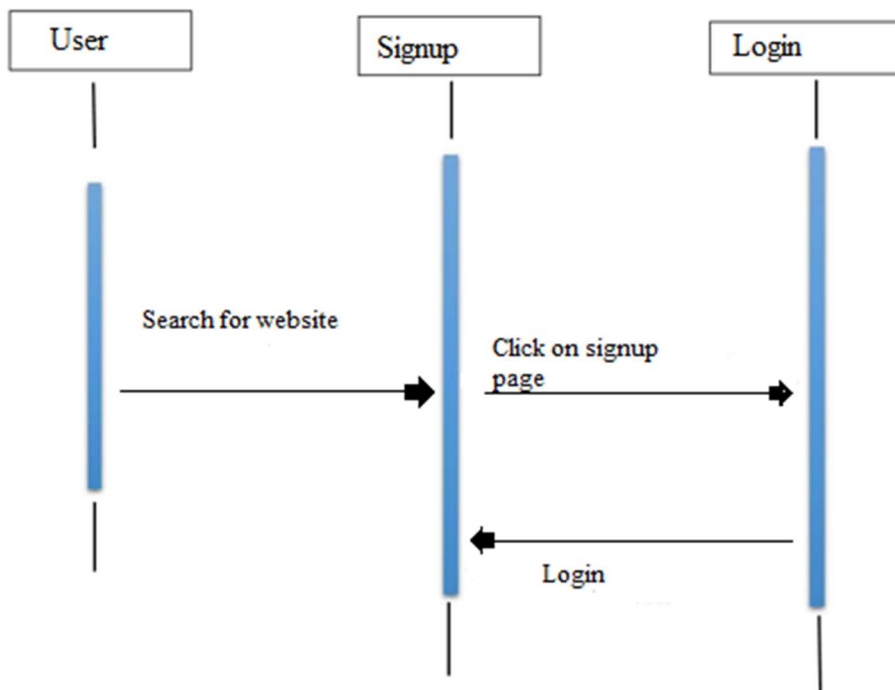 User
Signup
Login
Search for website
Click on signup
page
Login